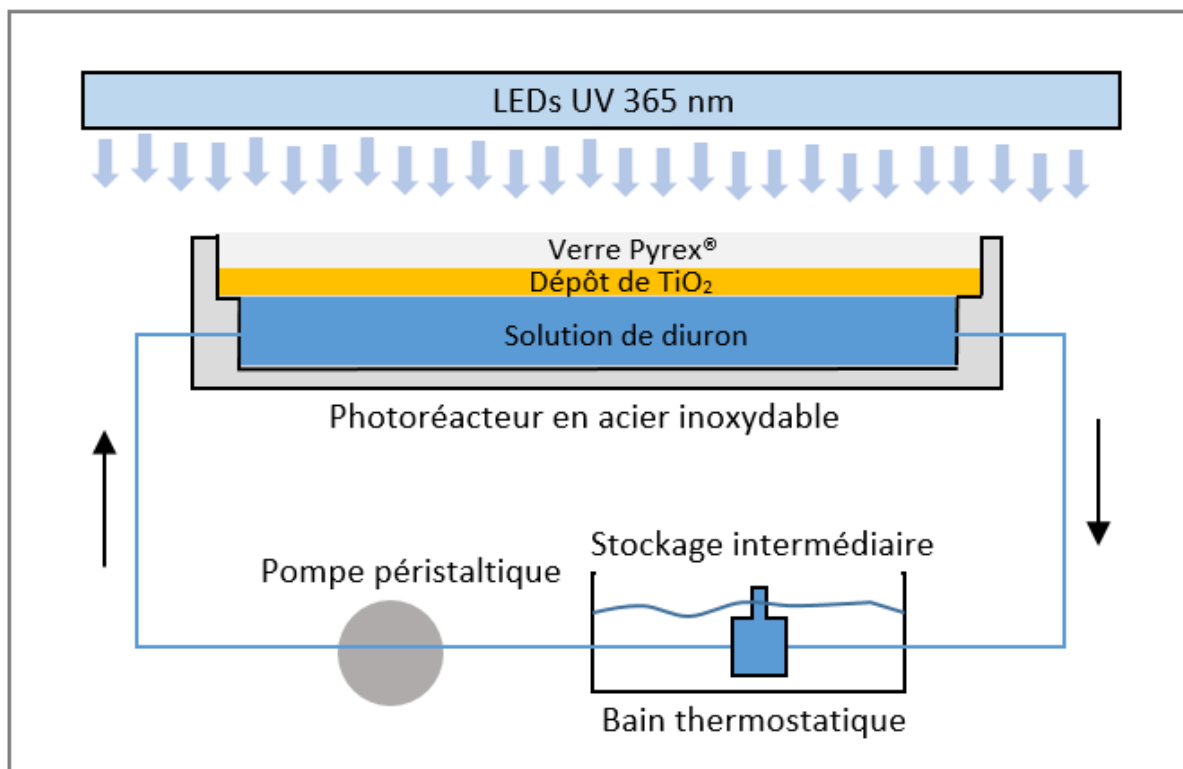 LEDs UV 365 nm
Verre Pyrex®
Dépôt de TiO₂
Solution de diuron
Photoréacteur en acier inoxydable
Stockage intermédiaire
Pompe péristaltique
Bain thermostatique